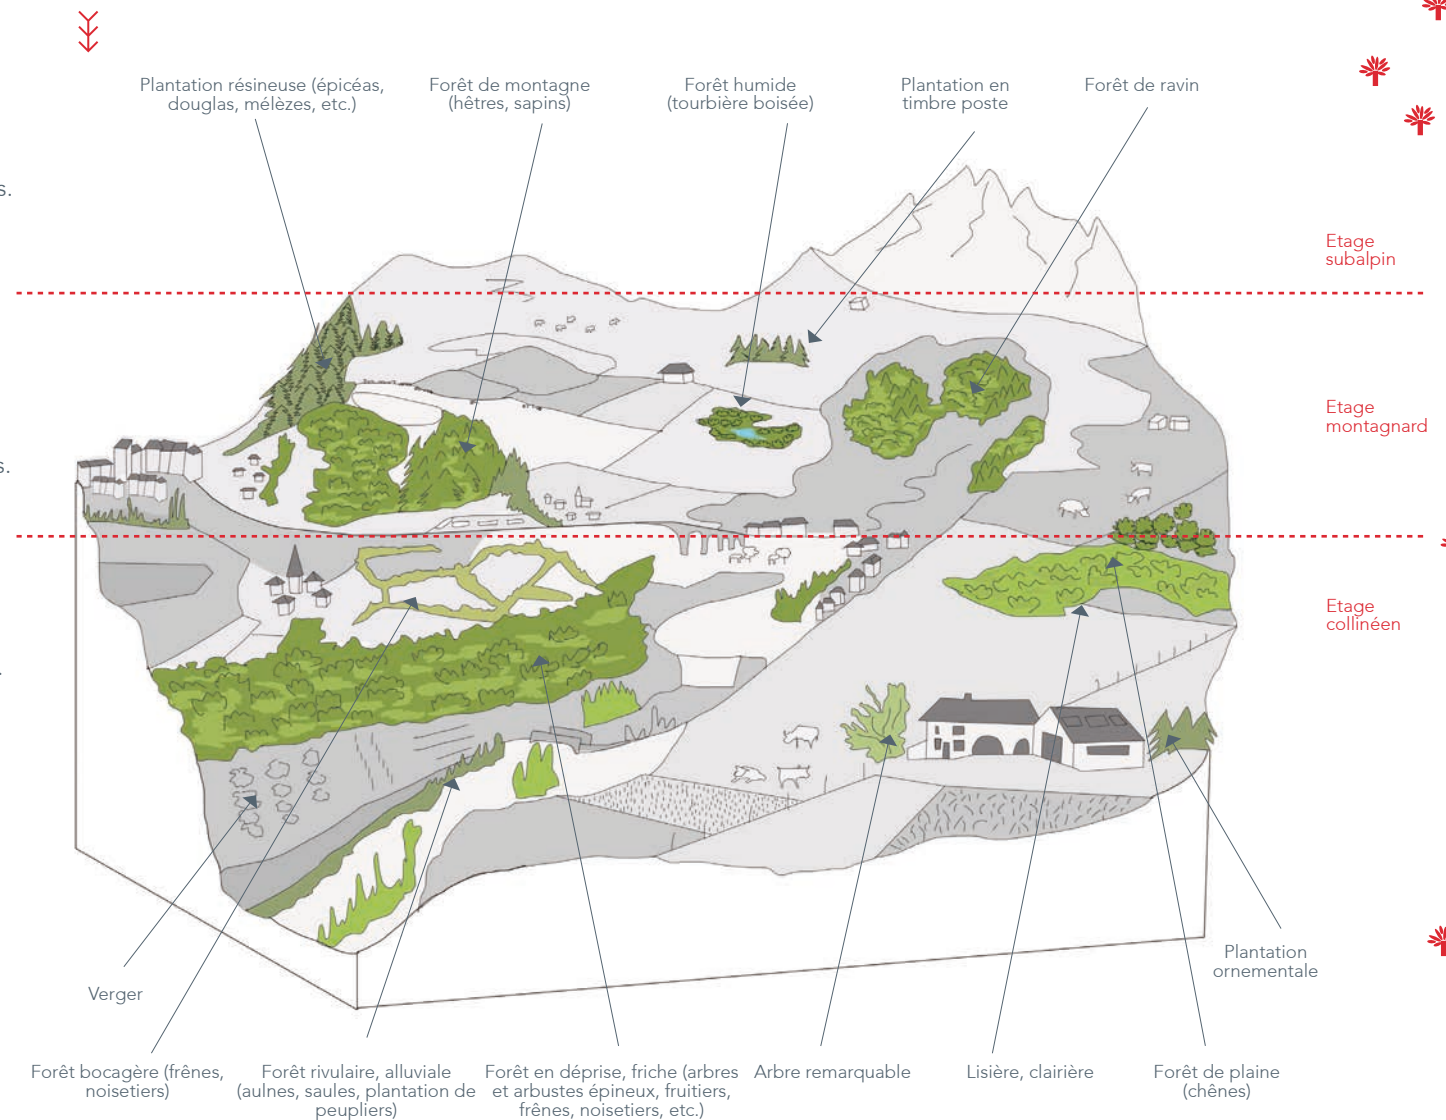 Plantation résineuse (épicéas,
douglas, mélèzes, etc.)
Forêt de montagne
(hêtres, sapins)
Forêt humide
(tourbière boisée)
Plantation en
timbre poste
Forêt de ravin
s.
Etage
subalpin
Etage
montagnard
s.
Etage
collinéen
Plantation
ornementale
Verger
Forêt bocagère (frênes,
noisetiers)
Forêt rivulaire, alluviale
(aulnes, saules, plantation de
peupliers)
Forêt en déprise, friche (arbres
et arbustes épineux, fruitiers,
frênes, noisetiers, etc.)
Arbre remarquable
Lisière, clairière
Forêt de plaine
(chênes)